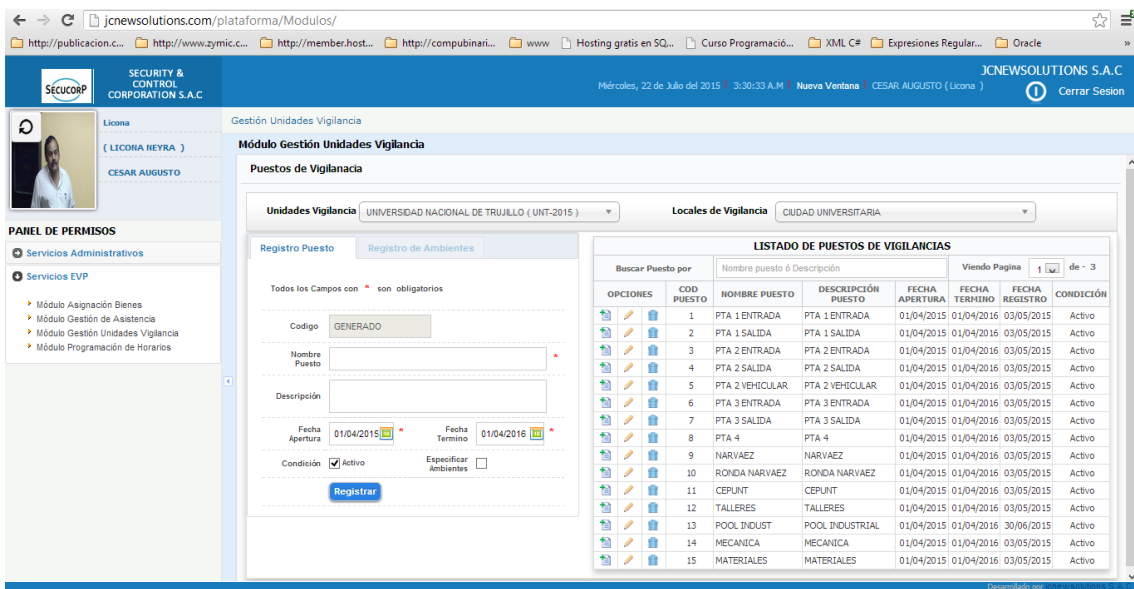 jcnewsolutions.com/plataforma/Modulos/
http://publicacion.c... http://www.zymic.c... http://member.host... http://compubinari... www Hosting gratis en SQ... Curso Programació... XML C# Expresiones Regular... Oracle »
SECUCORP
SECURITY &
CONTROL
CORPORATION S.A.C
JCNEWSOLUTIONS S.A.C
Miércoles, 22 de Julio del 2015 3:30:33 A.M Nueva Ventana CESAR AUGUSTO ( Licona ) Cerrar Sesion
Licona
( LICONA NEYRA )
CESAR AUGUSTO
PANEL DE PERMISOS
Servicios Administrativos
Servicios EVP
Módulo Asignación Bienes
Módulo Gestión de Asistencia
Módulo Gestión Unidades Vigilancia
Módulo Programación de Horarios
Gestión Unidades Vigilancia
Módulo Gestión Unidades Vigilancia
Puestos de Vigilanacia
Unidades Vigilancia UNIVERSIDAD NACIONAL DE TRUJILLO ( UNT-2015 ) Locales de Vigilancia CIUDAD UNIVERSITARIA
Registro Puesto Registro de Ambientes
Todos los Campos con * son obligatorios
Codigo GENERADO
Nombre
Puesto *
Descripción
Fecha
Apertura 01/04/2015 * Fecha
Termino 01/04/2016 *
Condición Activo Especificar
Ambientes
Registrar
LISTADO DE PUESTOS DE VIGILANCIAS
Buscar Puesto por Nombre puesto ó Descripción Viendo Pagina 1 de - 3
OPCIONES COD PUESTO NOMBRE PUESTO DESCRIPCIÓN PUESTO FECHA APERTURA FECHA TERMINO FECHA REGISTRO CONDICIÓN
1 PTA 1 ENTRADA PTA 1 ENTRADA 01/04/2015 01/04/2016 03/05/2015 Activo
2 PTA 1 SALIDA PTA 1 SALIDA 01/04/2015 01/04/2016 03/05/2015 Activo
3 PTA 2 ENTRADA PTA 2 ENTRADA 01/04/2015 01/04/2016 03/05/2015 Activo
4 PTA 2 SALIDA PTA 2 SALIDA 01/04/2015 01/04/2016 03/05/2015 Activo
5 PTA 2 VEHICULAR PTA 2 VEHICULAR 01/04/2015 01/04/2016 03/05/2015 Activo
6 PTA 3 ENTRADA PTA 3 ENTRADA 01/04/2015 01/04/2016 03/05/2015 Activo
7 PTA 3 SALIDA PTA 3 SALIDA 01/04/2015 01/04/2016 03/05/2015 Activo
8 PTA 4 PTA 4 01/04/2015 01/04/2016 03/05/2015 Activo
9 NARVAEZ NARVAEZ 01/04/2015 01/04/2016 03/05/2015 Activo
10 RONDA NARVAEZ RONDA NARVAEZ 01/04/2015 01/04/2016 03/05/2015 Activo
11 CEPUNT CEPUNT 01/04/2015 01/04/2016 03/05/2015 Activo
12 TALLERES TALLERES 01/04/2015 01/04/2016 03/05/2015 Activo
13 POOL INDUST POOL INDUSTRIAL 01/04/2015 01/04/2016 30/06/2015 Activo
14 MECANICA MECANICA 01/04/2015 01/04/2016 03/05/2015 Activo
15 MATERIALES MATERIALES 01/04/2015 01/04/2016 03/05/2015 Activo
Desarrollado por jcnewsolutions S.A.C